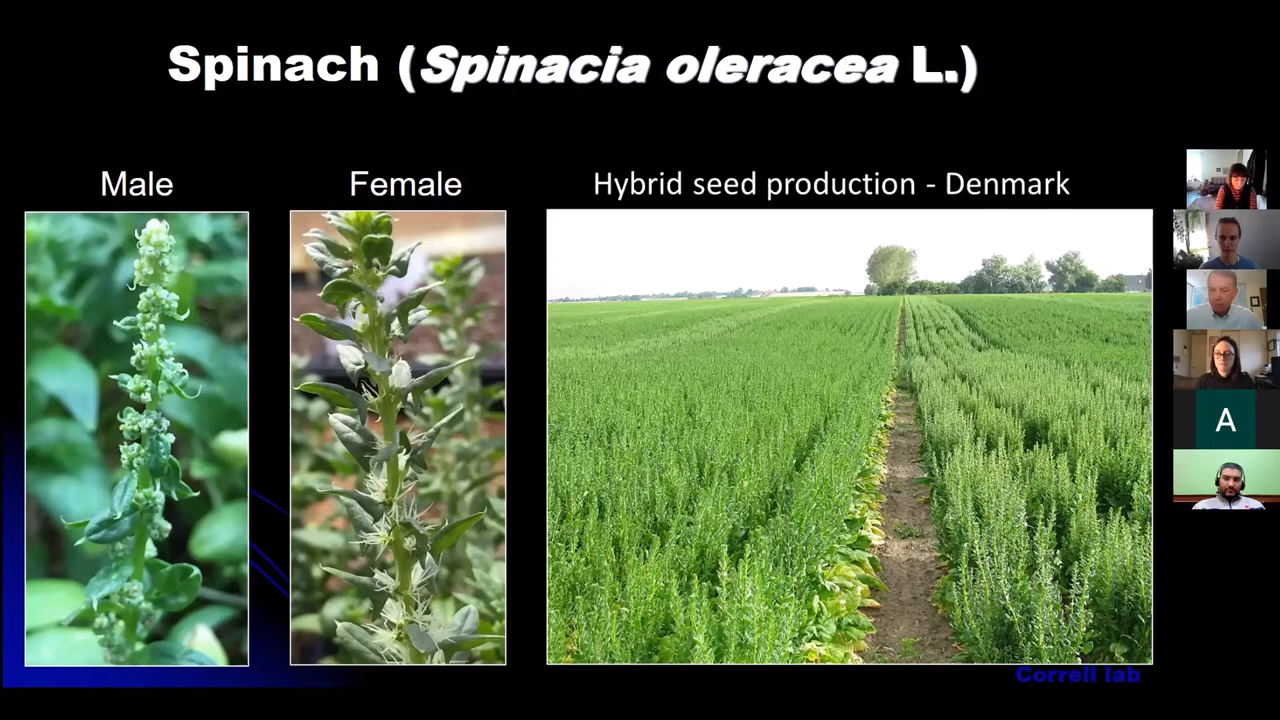 Spinach (Spinacia oleracea L.)
Male
Female
Hybrid seed production - Denmark
A
Correll lab